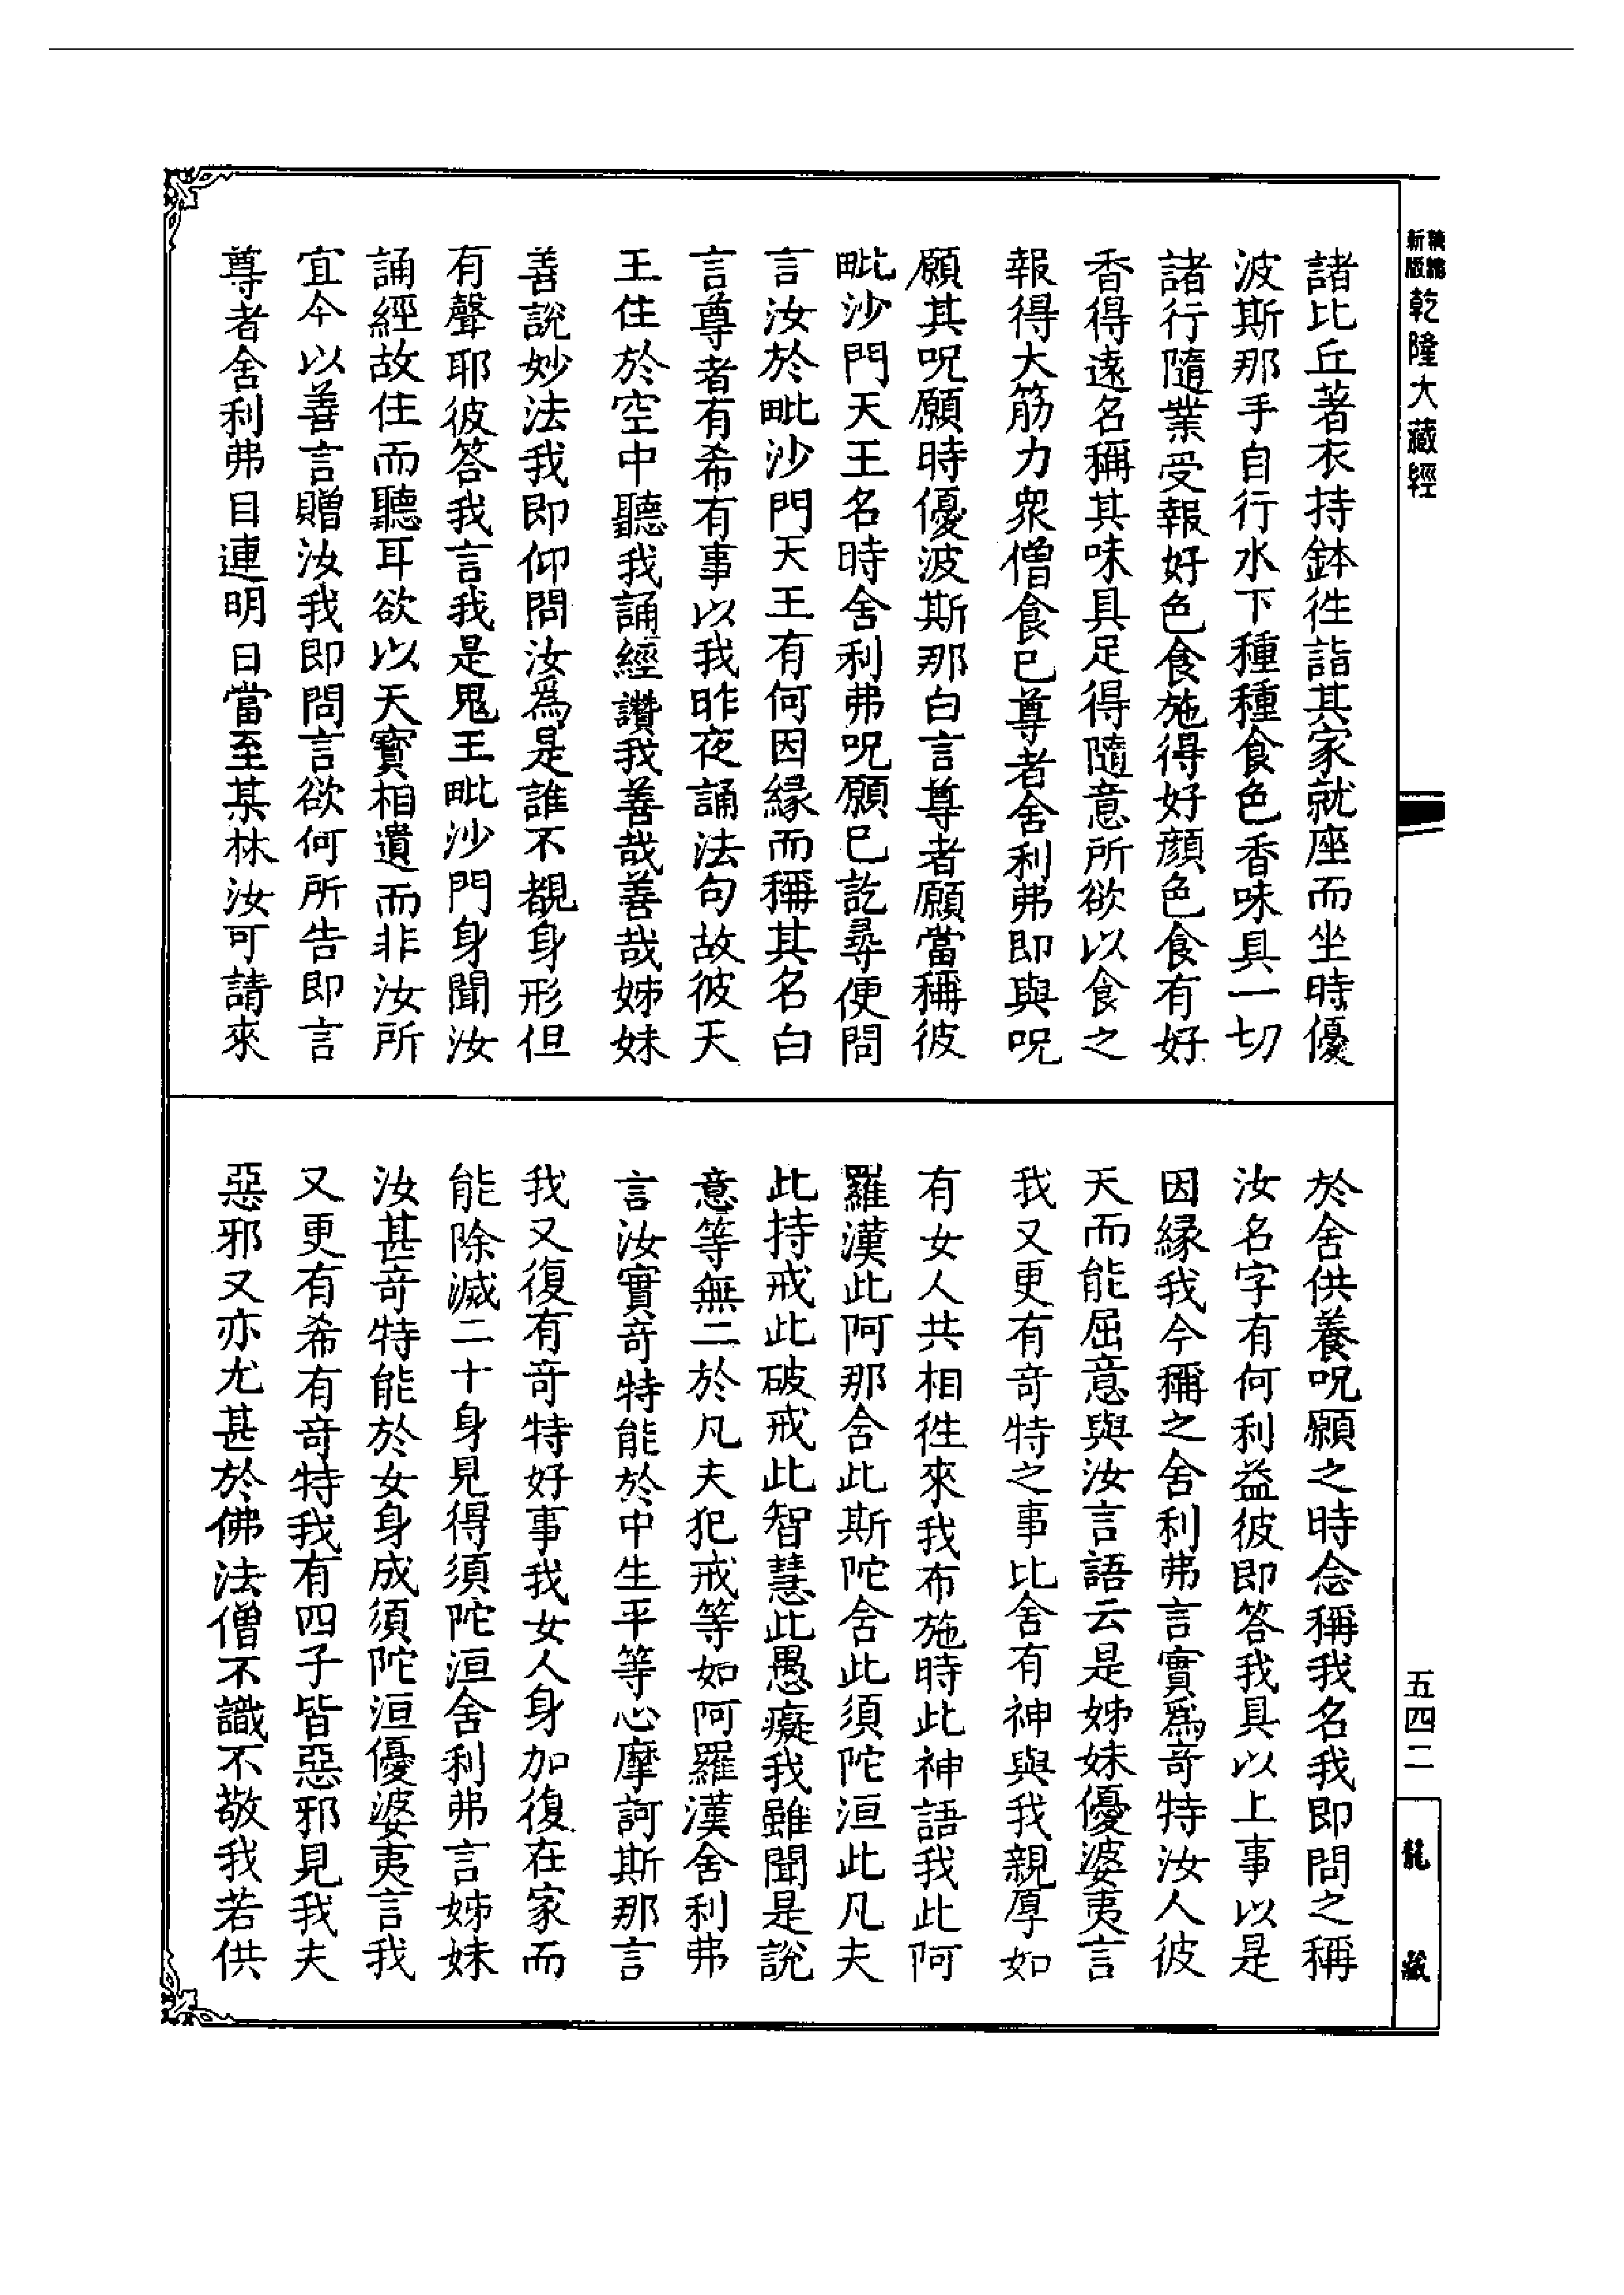 新版
乾隆大藏經
諸比丘著衣持鉢徃詣其家就座而坐時優
波斯那手自行水下種種食色香味具一切
諸行隨業受報好色食施得好顏色食有好
香得遠名稱其味具足得隨意所欲以食之
報得大筋力衆僧食已尊者舍利弗即與呪
願其呪願時優波斯那白言尊者願當稱彼
毗沙門天王名時舍利弗呪願已訖尋便問
言汝於毗沙門天王有何因緣而稱其名白
言尊者有希有事以我昨夜誦法句故彼天
王住於空中聽我誦經讚我善哉善哉姊妹
善說妙法我即仰問汝爲是誰不覩身形但
有聲耶彼答我言我是鬼王毗沙門身聞汝
誦經故住而聽耳欲以天寶相遺而非汝所
宜今以善言贈汝我即問言欲何所告即言
尊者舍利弗目連明日當至某林汝可請來
於舍供養呪願之時念稱我名我即問之稱
汝名字有何利益彼即答我具以上事以是
因緣我今稱之舍利弗言實爲奇特汝人彼
天而能屈意與汝言語云是姊妹優婆夷言
我又更有奇特之事比舍有神與我親厚如
有女人共相徃來我布施時此神語我此阿
羅漢此阿那舍此斯陀舍此須陀洹此凡夫
此持戒此破戒此智慧此愚癡我雖聞是說
意等無二於凡夫犯戒等如阿羅漢舍利弗
言汝實奇特能於中生平等心摩訶斯那言
我又復有奇特好事我女人身加復在家而
能除滅二十身見得須陀洹舍利弗言姊妹
汝甚奇特能於女身成須陀洹優婆夷言我
又更有希有奇特我有四子皆惡邪見我夫
惡邪又亦尤甚於佛法僧不識不敬我若供
五四二
龍藏